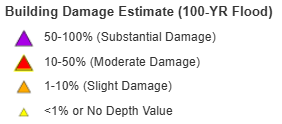 Building Damage Estimate (100-YR Flood)
50-100% (Substantial Damage)
10-50% (Moderate Damage)
1-10% (Slight Damage)
<1% or No Depth Value